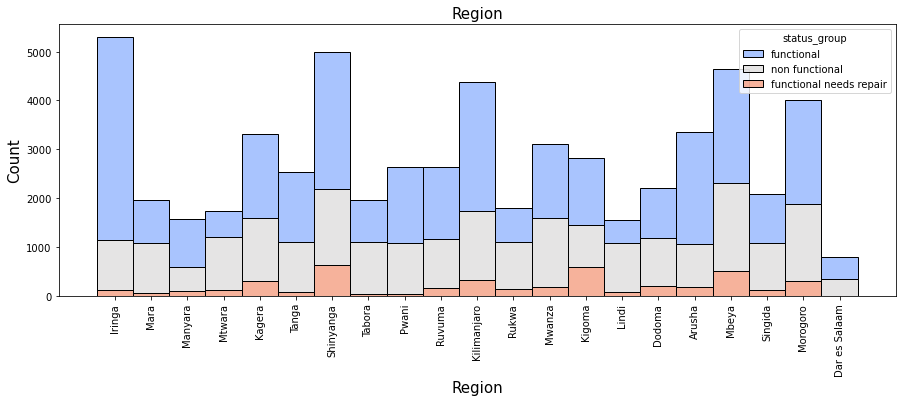 Region
status_group
functional
non functional
functional needs repair
Count
5000
4000
3000
2000
1000
0
Iringa
Mara
Manyara
Mtwara
Kagera
Tanga
Shinyanga
Tabora
Pwani
Ruvuma
Kilimanjaro
Rukwa
Mwanza
Kigoma
Lindi
Dodoma
Arusha
Mbeya
Singida
Morogoro
Dar es Salaam
Region